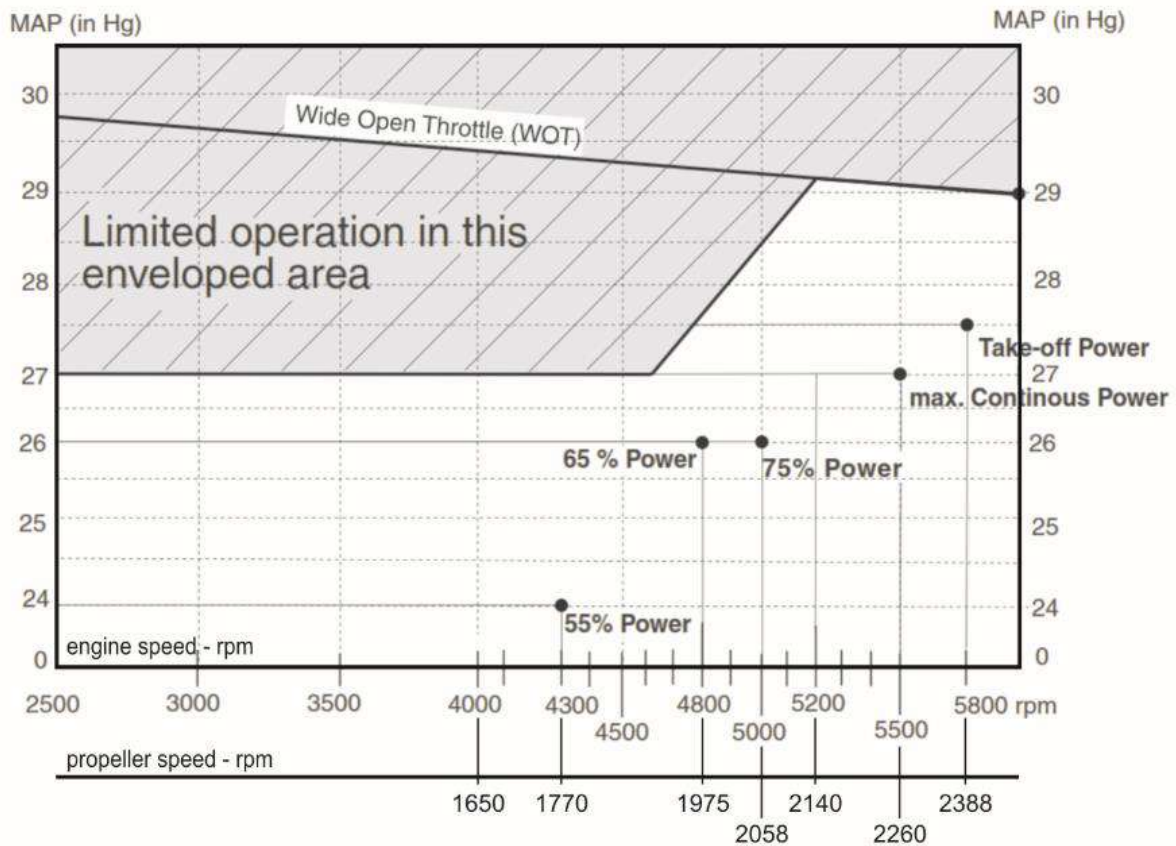 MAP (in Hg)
MAP (in Hg)
30
30
Wide Open Throttle (WOT)
29
29
Limited operation in this
enveloped area
28
28
Take-off Power
27
27
max. Continous Power
26
26
65 % Power
75% Power
25
25
24
24
55% Power
engine speed - rpm
0
0
2500
3000
3500
4000
4300
4800
5200
5800 rpm
4500
5000
5500
propeller speed - rpm
1650
1770
1975
2140
2388
2058
2260